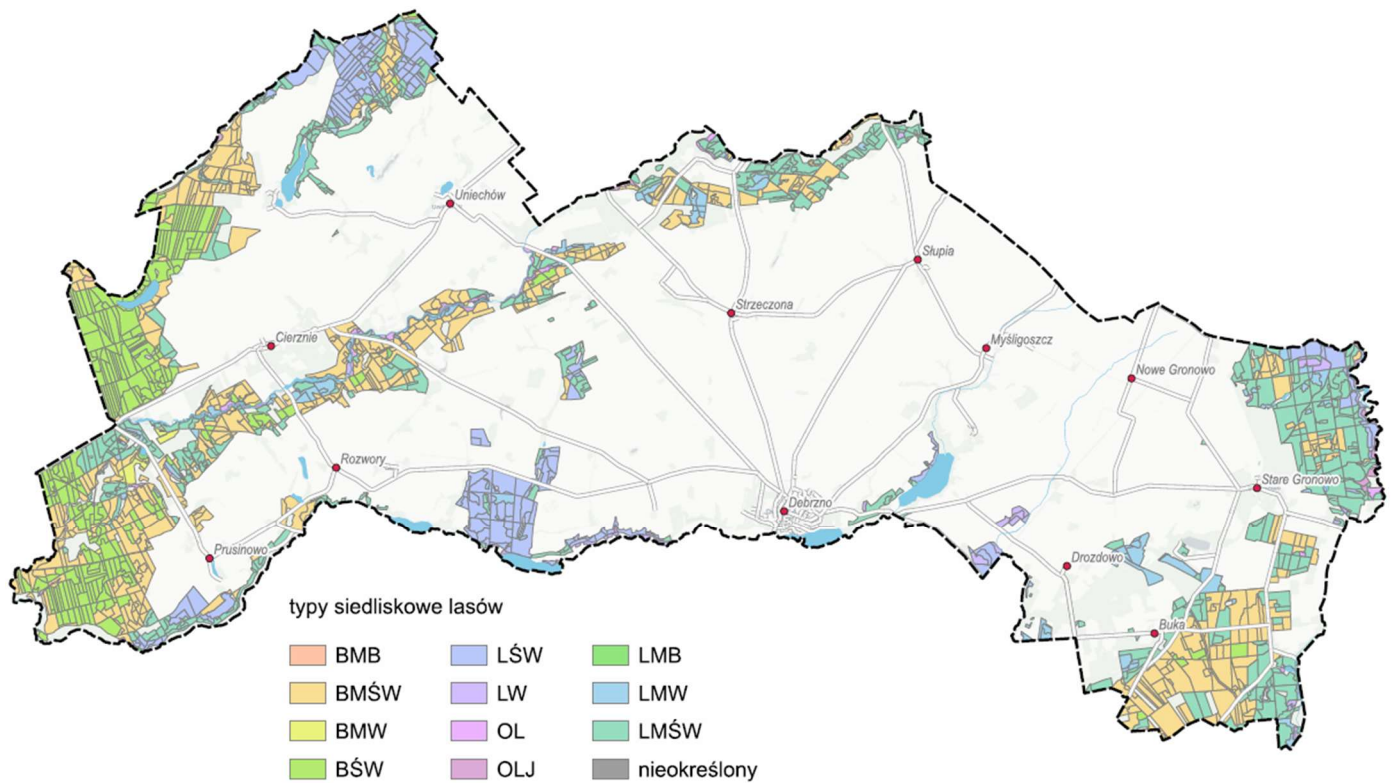 Uniechów
Słupia
Strzeczona
Cierznie
Myśligoszcz
Nowe Gronowo
Rozwory
Stare Gronowo
Debrzno
Prusinowo
Drozdowo
Buka
typy siedliskowe lasów
BMB LŚW LMB
BMŚW LW LMW
BMW OL LMŚW
BŚW OLJ nieokreślony